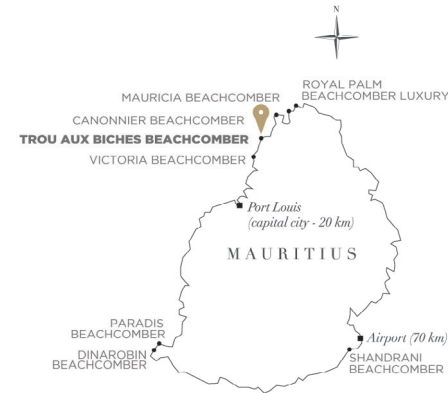 N
ROYAL PALM
BEACHCOMBER LUXURY
MAURICIA BEACHCOMBER
CANONNIER BEACHCOMBER
TROU AUX BICHES BEACHCOMBER
VICTORIA BEACHCOMBER
Port Louis
(capital city - 20 km)
MAURITIUS
PARADIS
BEACHCOMBER
DINAROBIN
BEACHCOMBER
Airport (70 km)
SHANDRANI
BEACHCOMBER